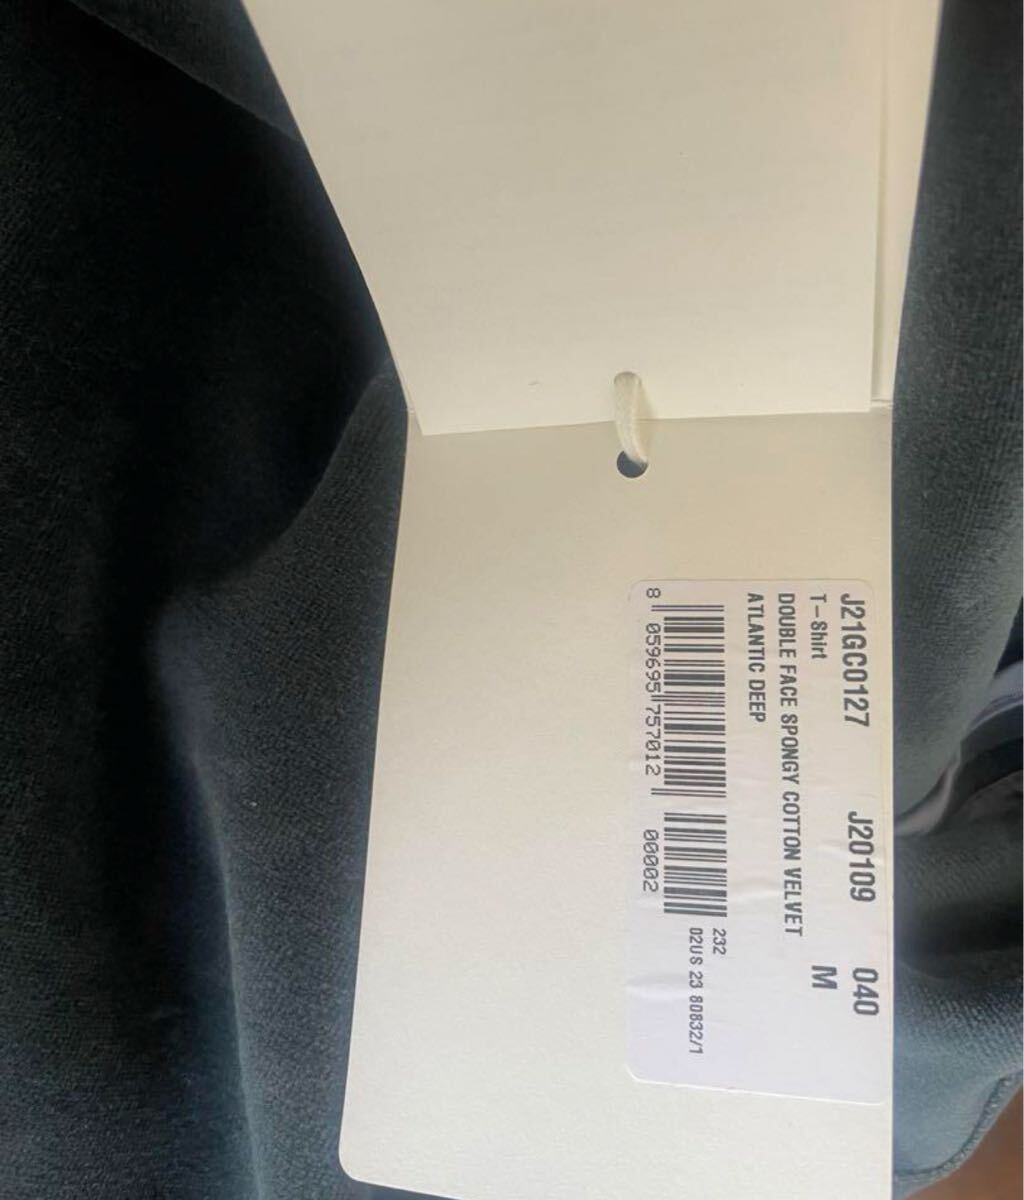 J21GC0127 J20109 040
T-Shirt M
DOUBLE FACE SPONGY COTTON VELVET
ATLANTIC DEEP
232
02US 23 80832/1
8 059695 757012 00002